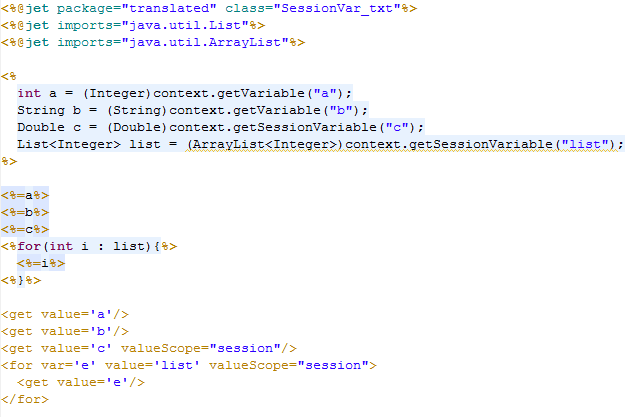 <%@jet package="translated" class="SessionVar_txt"%>
<%@jet imports="java.util.List"%>
<%@jet imports="java.util.ArrayList"%>
<%
int a = (Integer)context.getVariable("a");
String b = (String)context.getVariable("b");
Double c = (Double)context.getSessionVariable("c");
List<Integer> list = (ArrayList<Integer>)context.getSessionVariable("list");
%>
<%=a%>
<%=b%>
<%=c%>
<%for(int i : list){%>
<%=i%>
<%}%>
<get value='a'/>
<get value='b'/>
<get value='c' valueScope="session"/>
<for var='e' value='list' valueScope="session">
<get value='e'/>
</for>